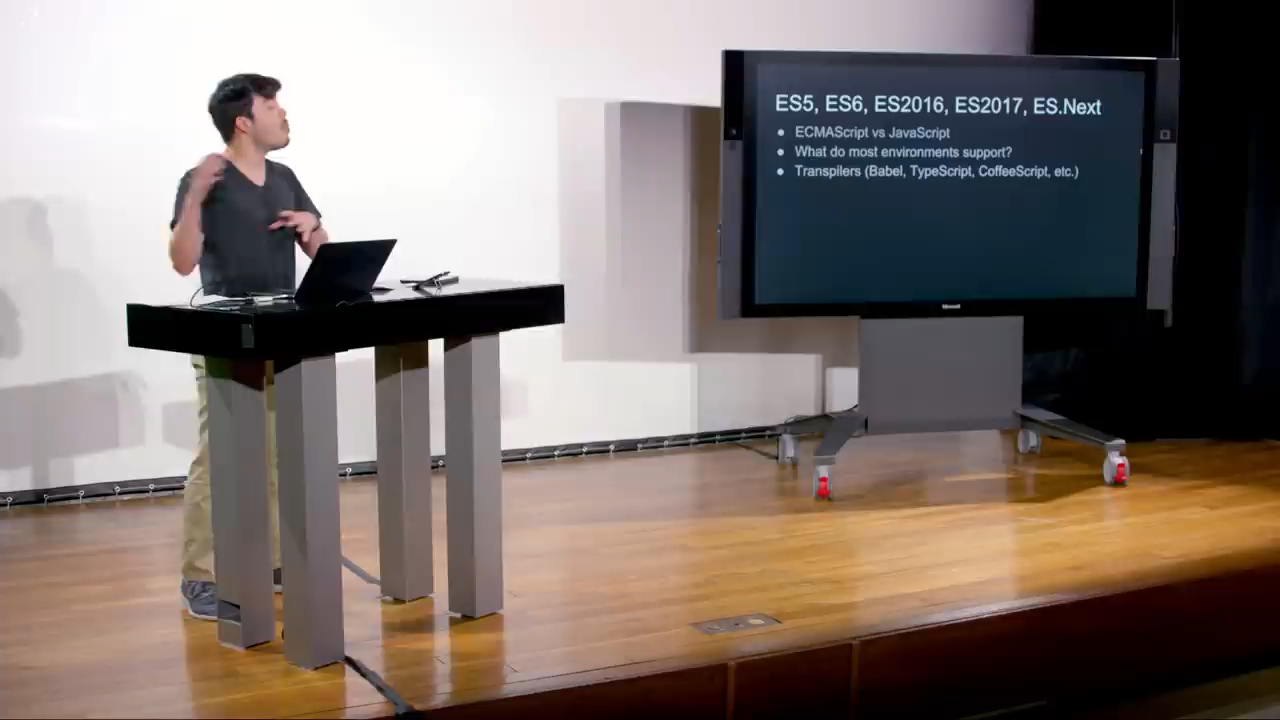 ES5, ES6, ES2016, ES2017, ES.Next
● ECMAScript vs JavaScript
● What do most environments support?
● Transpilers (Babel, TypeScript, CoffeeScript, etc.)
Microsoft